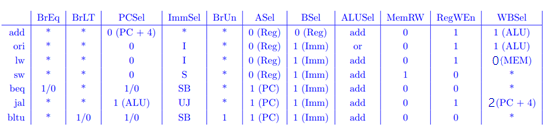 BrEq BrLT PCSel ImmSel BrUn ASel BSel ALUSel MemRW RegWEn WBSel
add * * 0 (PC + 4) * * 0 (Reg) 0 (Reg) add 0 1 1 (ALU)
ori * * 0 I * 0 (Reg) 1 (Imm) or 0 1 1 (ALU)
lw * * 0 I * 0 (Reg) 1 (Imm) add 0 1 0 (MEM)
sw * * 0 S * 0 (Reg) 1 (Imm) add 1 0 *
beq 1/0 * 1/0 SB * 1 (PC) 1 (Imm) add 0 0 *
jal * * 1 (ALU) UJ * 1 (PC) 1 (Imm) add 0 1 2 (PC + 4)
bltu * 1/0 1/0 SB 1 1 (PC) 1 (Imm) add 0 0 *